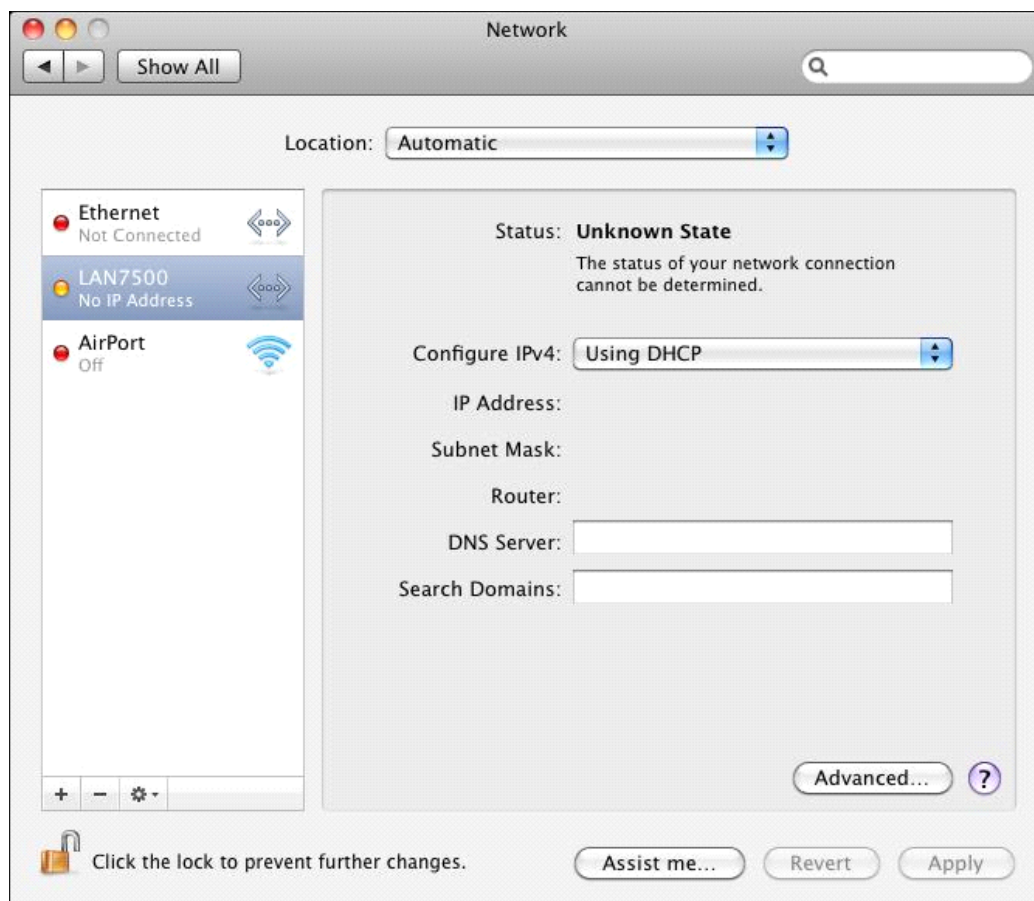 Network
Show All
Location: Automatic
Ethernet
Not Connected
LAN7500
No IP Address
AirPort
Off
Status: Unknown State
The status of your network connection
cannot be determined.
Configure IPv4: Using DHCP
IP Address:
Subnet Mask:
Router:
DNS Server:
Search Domains:
Advanced... ?
Click the lock to prevent further changes.
Assist me... Revert Apply